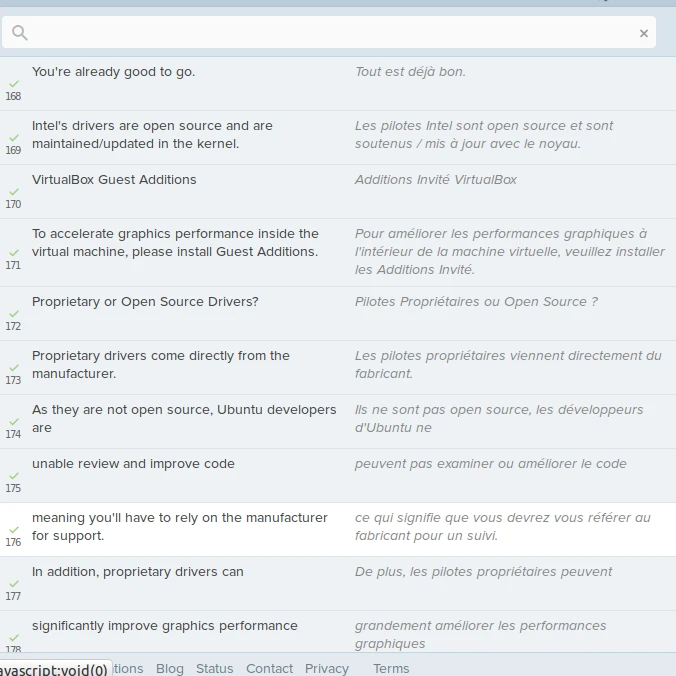 ×
You're already good to go.
Tout est déjà bon.
168
Intel's drivers are open source and are
maintained/updated in the kernel.
Les pilotes Intel sont open source et sont
soutenus / mis à jour avec le noyau.
169
VirtualBox Guest Additions
Additions Invité VirtualBox
170
To accelerate graphics performance inside the
virtual machine, please install Guest Additions.
Pour améliorer les performances graphiques à
l'intérieur de la machine virtuelle, veuillez installer
les Additions Invité.
171
Proprietary or Open Source Drivers?
Pilotes Propriétaires ou Open Source ?
172
Proprietary drivers come directly from the
manufacturer.
Les pilotes propriétaires viennent directement du
fabricant.
173
As they are not open source, Ubuntu developers
are
Ils ne sont pas open source, les développeurs
d'Ubuntu ne
174
unable review and improve code
peuvent pas examiner ou améliorer le code
175
meaning you'll have to rely on the manufacturer
for support.
ce qui signifie que vous devrez vous référer au
fabricant pour un suivi.
176
In addition, proprietary drivers can
De plus, les pilotes propriétaires peuvent
177
significantly improve graphics performance
grandement améliorer les performances
graphiques
178
avascript:void(0) tions Blog Status Contact Privacy Terms